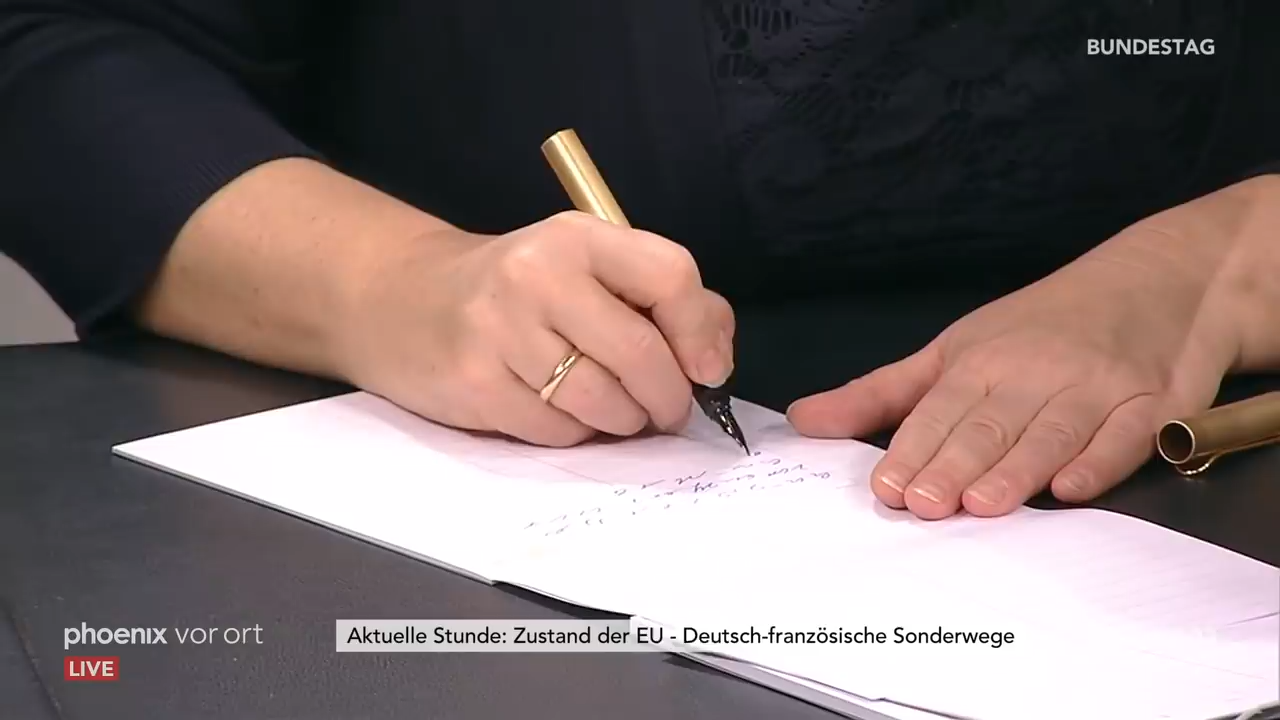 BUNDESTAG
phoenix vor ort
LIVE
Aktuelle Stunde: Zustand der EU - Deutsch-französische Sonderwege